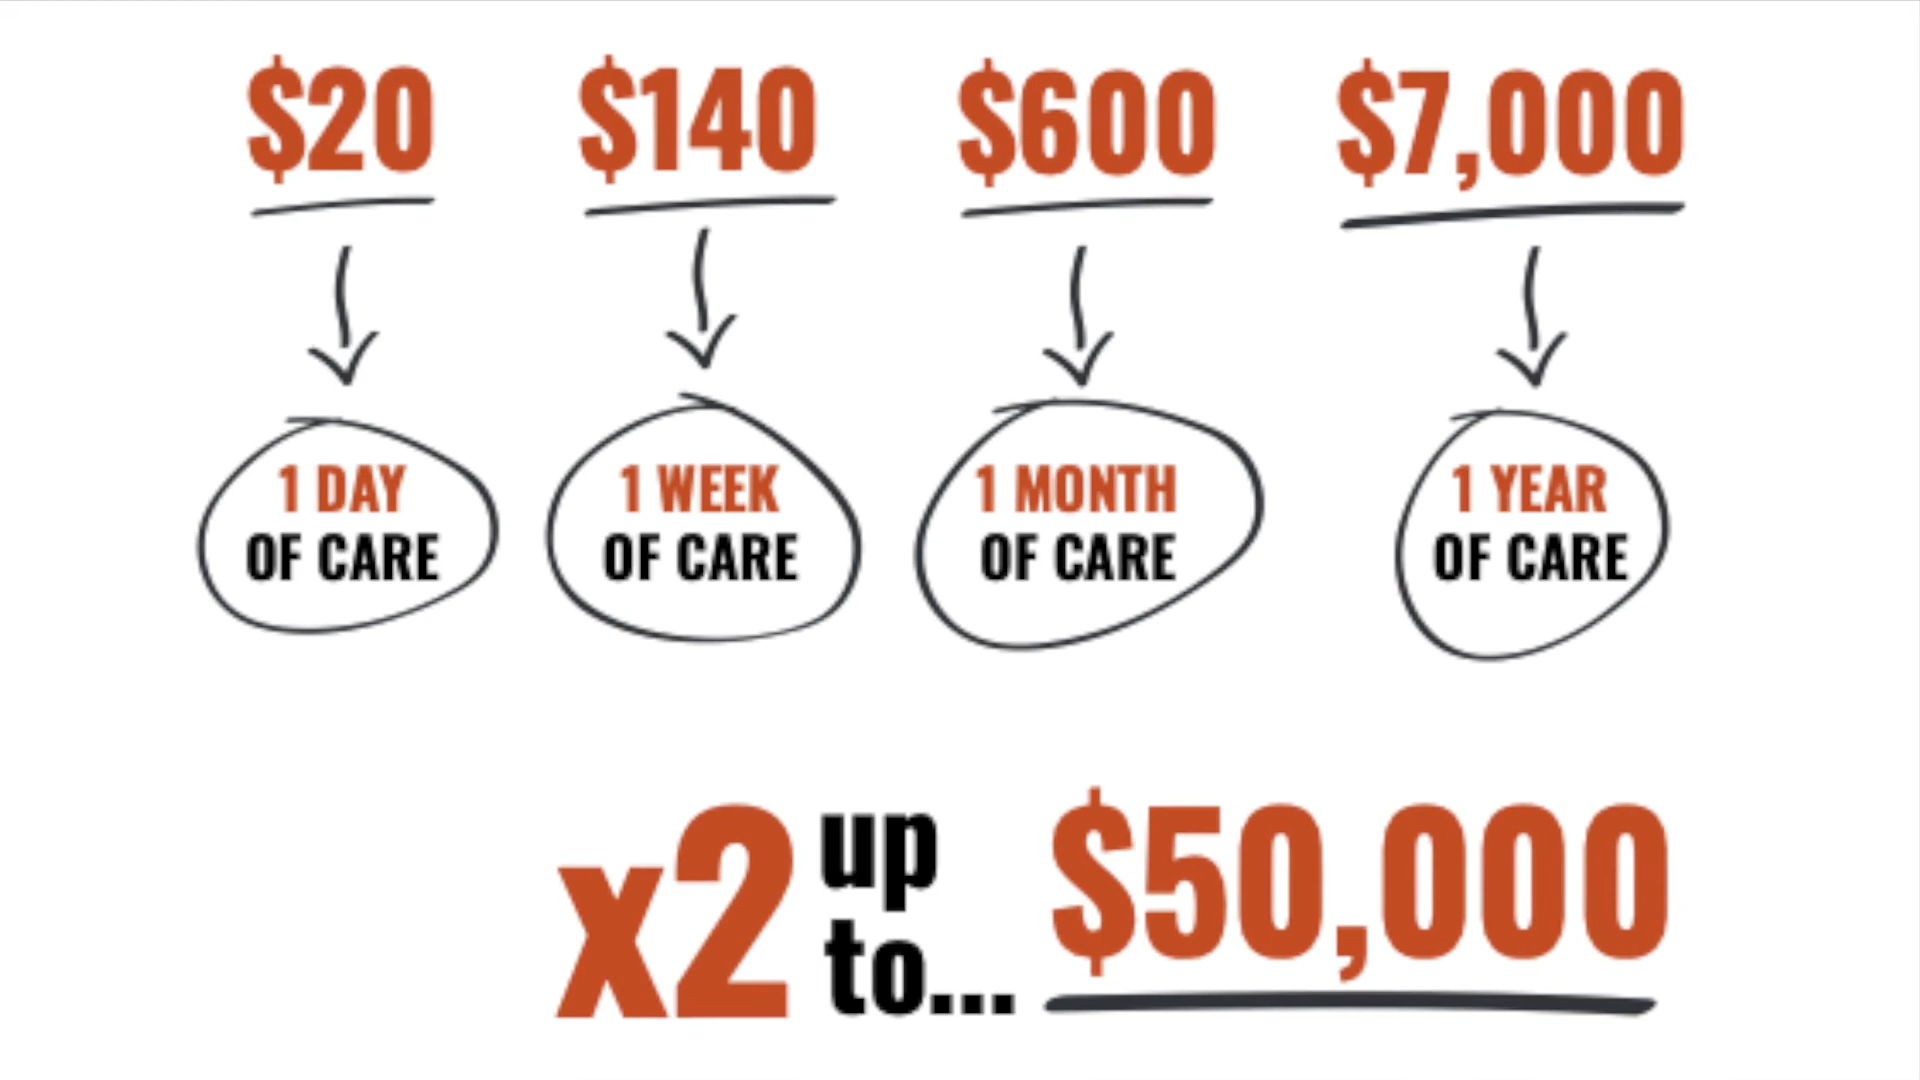 $20
$140
$600
$7,000
1 DAY
OF CARE
1 WEEK
OF CARE
1 MONTH
OF CARE
1 YEAR
OF CARE
x2 up to... $50,000